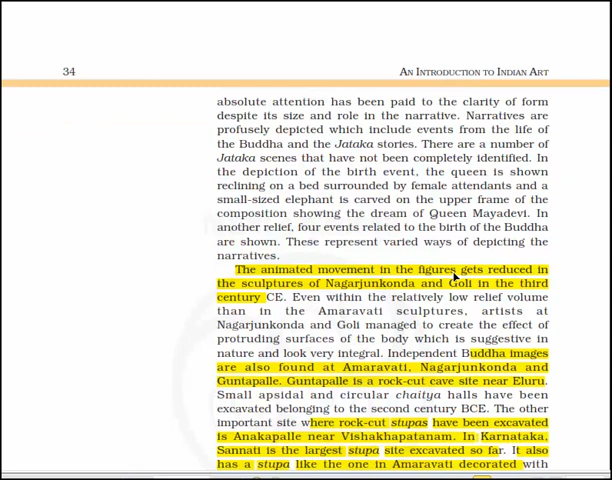 34
AN INTRODUCTION TO INDIAN ART
absolute attention has been paid to the clarity of form
despite its size and role in the narrative. Narratives are
profusely depicted which include events from the life of
the Buddha and the Jataka stories. There are a number of
Jataka scenes that have not been completely identified. In
the depiction of the birth event, the queen is shown
reclining on a bed surrounded by female attendants and a
small-sized elephant is carved on the upper frame of the
composition showing the dream of Queen Mayadevi. In
another relief, four events related to the birth of the Buddha
are shown. These represent varied ways of depicting the
narratives.
The animated movement in the figures gets reduced in
the sculptures of Nagarjunkonda and Goli in the third
century CE. Even within the relatively low relief volume
than in the Amaravati sculptures, artists at
Nagarjunkonda and Goli managed to create the effect of
protruding surfaces of the body which is suggestive in
nature and look very integral. Independent Buddha images
are also found at Amaravati, Nagarjunkonda and
Guntapalle. Guntapalle is a rock-cut cave site near Eluru.
Small apsidal and circular chaitya halls have been
excavated belonging to the second century BCE. The other
important site where rock-cut stupas have been excavated
is Anakapalle near Vishakhapatanam. In Karnataka,
Sannati is the largest stupa site excavated so far. It also
has a stupa like the one in Amaravati decorated with